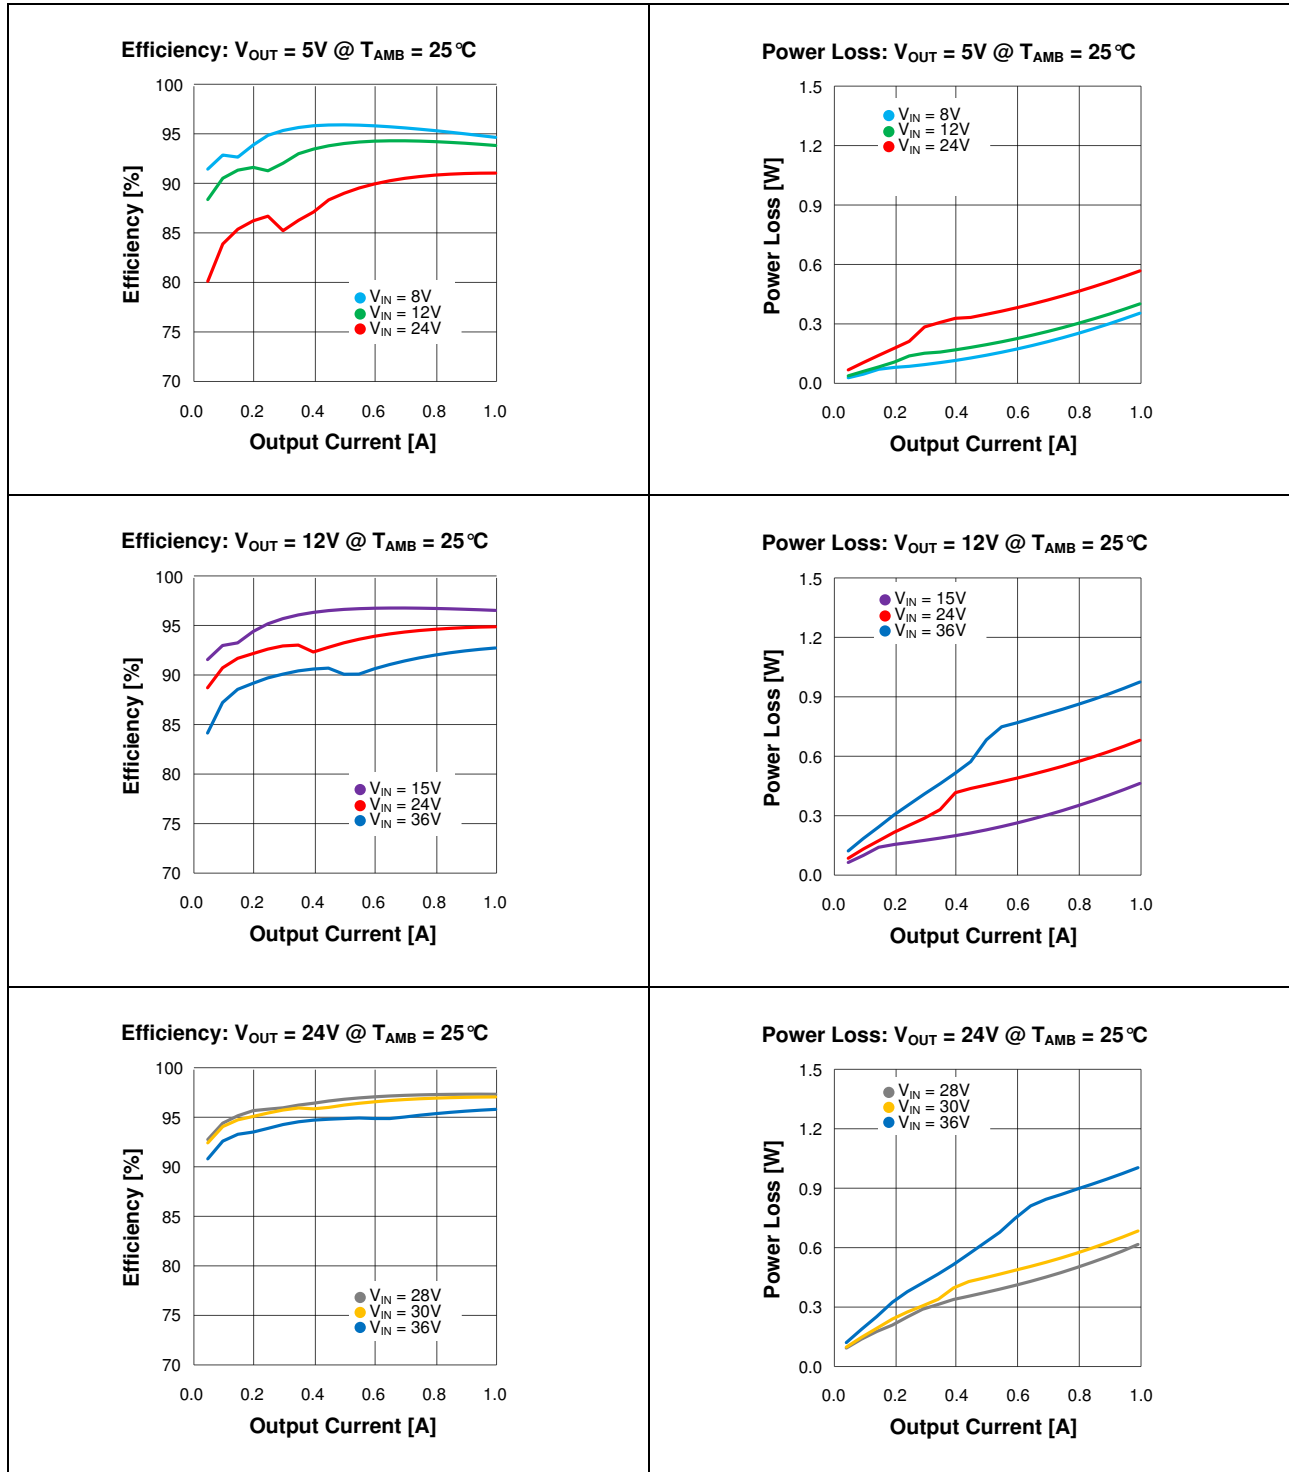 Efficiency: VOUT = 5V @ TAMB = 25°C
100
95
90
85
80
75
70
Efficiency [%]
VIN = 8V
VIN = 12V
VIN = 24V
0.0 0.2 0.4 0.6 0.8 1.0
Output Current [A]
Power Loss: VOUT = 5V @ TAMB = 25°C
1.5
1.2
0.9
0.6
0.3
0.0
Power Loss [W]
VIN = 8V
VIN = 12V
VIN = 24V
0.0 0.2 0.4 0.6 0.8 1.0
Output Current [A]
Efficiency: VOUT = 12V @ TAMB = 25°C
100
95
90
85
80
75
70
Efficiency [%]
VIN = 15V
VIN = 24V
VIN = 36V
0.0 0.2 0.4 0.6 0.8 1.0
Output Current [A]
Power Loss: VOUT = 12V @ TAMB = 25°C
1.5
1.2
0.9
0.6
0.3
0.0
Power Loss [W]
VIN = 15V
VIN = 24V
VIN = 36V
0.0 0.2 0.4 0.6 0.8 1.0
Output Current [A]
Efficiency: VOUT = 24V @ TAMB = 25°C
100
95
90
85
80
75
70
Efficiency [%]
VIN = 28V
VIN = 30V
VIN = 36V
0.0 0.2 0.4 0.6 0.8 1.0
Output Current [A]
Power Loss: VOUT = 24V @ TAMB = 25°C
1.5
1.2
0.9
0.6
0.3
0.0
Power Loss [W]
VIN = 28V
VIN = 30V
VIN = 36V
0.0 0.2 0.4 0.6 0.8 1.0
Output Current [A]